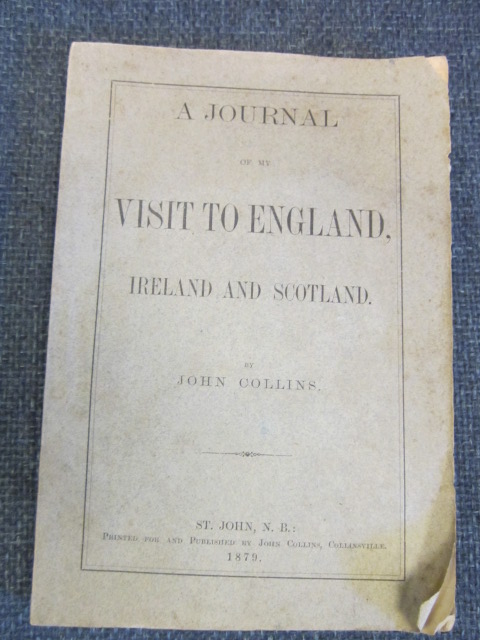 A JOURNAL
OF MY
VISIT TO ENGLAND,
IRELAND AND SCOTLAND.
BY
JOHN COLLINS.
ST. JOHN, N. B.:
PRINTED FOR AND PUBLISHED BY JOHN COLLINS, COLLINSVILLE.
1879.